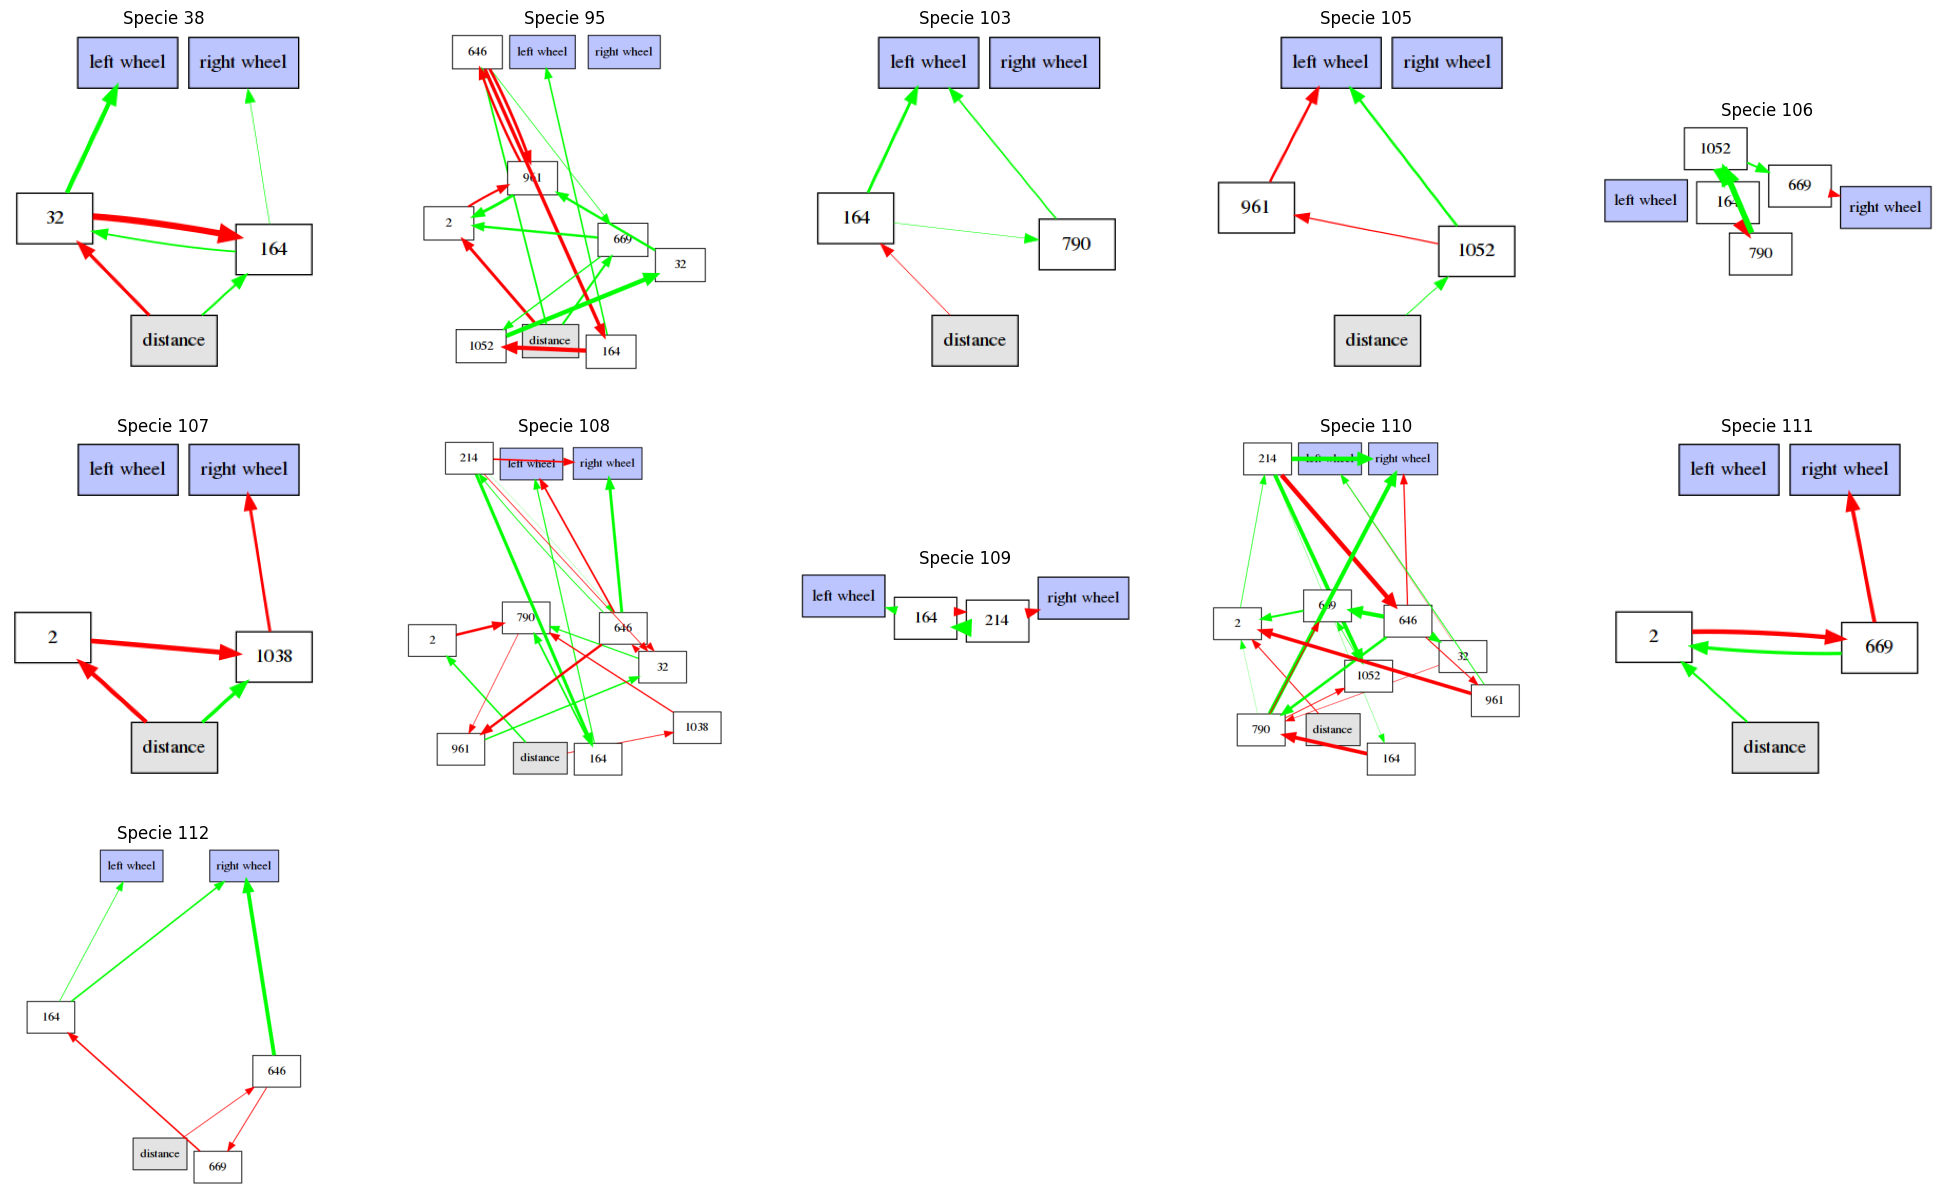 Specie 38
left wheel
right wheel
32
164
distance
Specie 95
646
left wheel
right wheel
961
2
669
32
1052
distance
164
Specie 103
left wheel
right wheel
164
790
distance
Specie 105
left wheel
right wheel
961
1052
distance
Specie 106
1052
669
left wheel
164
right wheel
790
Specie 107
left wheel
right wheel
2
1038
distance
Specie 108
214
left wheel
right wheel
790
646
2
32
1038
961
distance
164
Specie 109
left wheel
164
214
right wheel
Specie 110
214
left wheel
right wheel
669
646
2
32
1052
961
790
distance
164
Specie 111
left wheel
right wheel
2
669
distance
Specie 112
left wheel
right wheel
164
646
distance
669